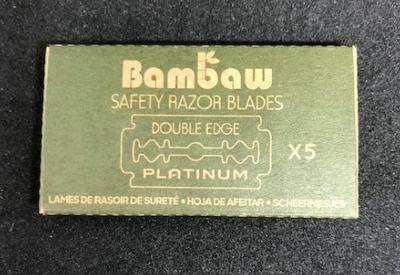 Bambaw
SAFETY RAZOR BLADES
DOUBLE EDGE
X5
PLATINUM
LAMES DE RASOIR DE SURETÉ • HOJA DE AFEITAR • SCHEERMESJES